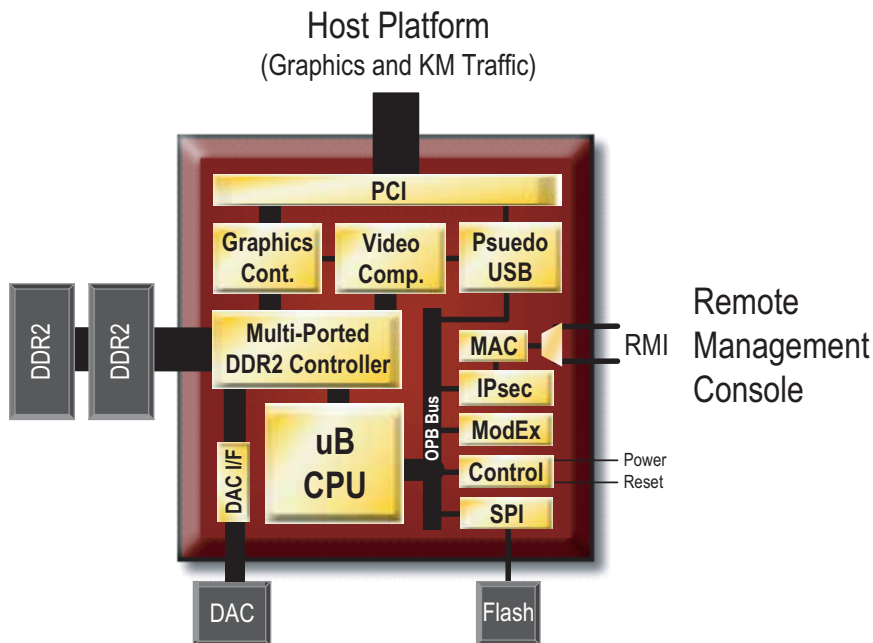 Host Platform
(Graphics and KM Traffic)
PCI
Graphics
Cont.
Video
Comp.
Psuedo
USB
DDR2
DDR2
Multi-Ported
DDR2 Controller
OPB Bus
MAC
RMI
Remote
Management
Console
IPsec
ModEx
uB
CPU
DAC I/F
Control
Power
Reset
SPI
DAC
Flash